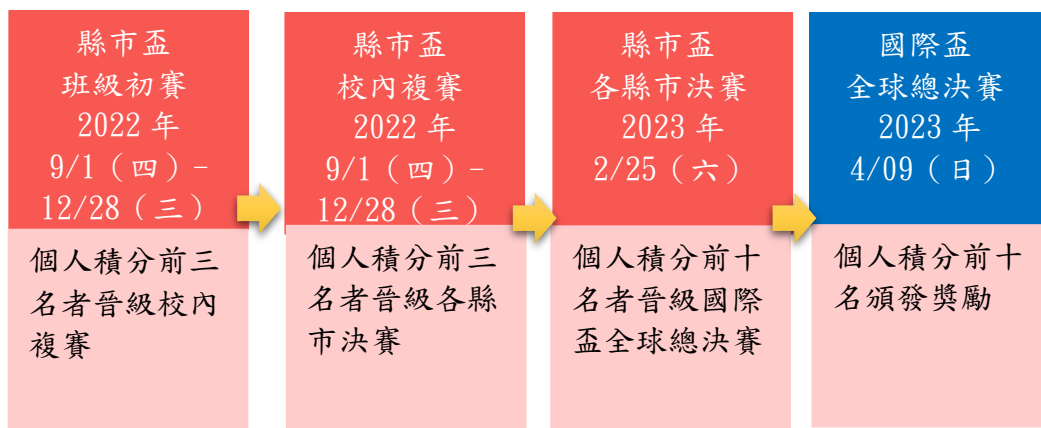 縣市盃
班級初賽
2022 年
9/1（四）-
12/28（三）
個人積分前三
名者晉級校內
複賽
縣市盃
校內複賽
2022 年
9/1（四）-
12/28（三）
個人積分前三
名者晉級各縣
市決賽
縣市盃
各縣市決賽
2023 年
2/25（六）
個人積分前十
名者晉級國際
盃全球總決賽
國際盃
全球總決賽
2023 年
4/09（日）
個人積分前十
名頒發獎勵